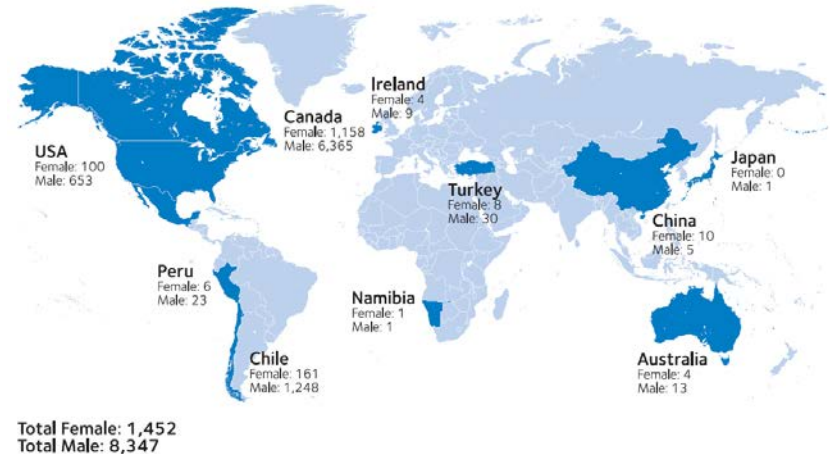 Ireland
Female: 4
Male: 9
Canada
Female: 1,158
Male: 6,365
USA
Female: 100
Male: 653
Japan
Female: 0
Male: 1
Turkey
Female: 8
Male: 30
China
Female: 10
Male: 5
Peru
Female: 6
Male: 23
Namibia
Female: 1
Male: 1
Chile
Female: 161
Male: 1,248
Australia
Female: 4
Male: 13
Total Female: 1,452
Total Male: 8,347